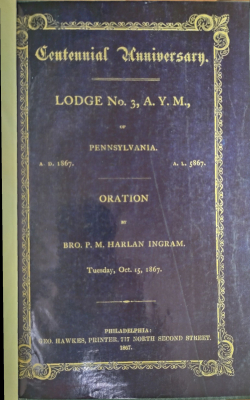 Centennial Anniversary.
LODGE No. 3, A. Y. M.,
OF
PENNSYLVANIA.
A. D. 1867. A. L. 5867.
ORATION
BY
BRO. P. M. HARLAN INGRAM.
Tuesday, Oct. 15, 1867.
PHILADELPHIA:
GEO. HAWKES, PRINTER, 717 NORTH SECOND STREET.
1867.